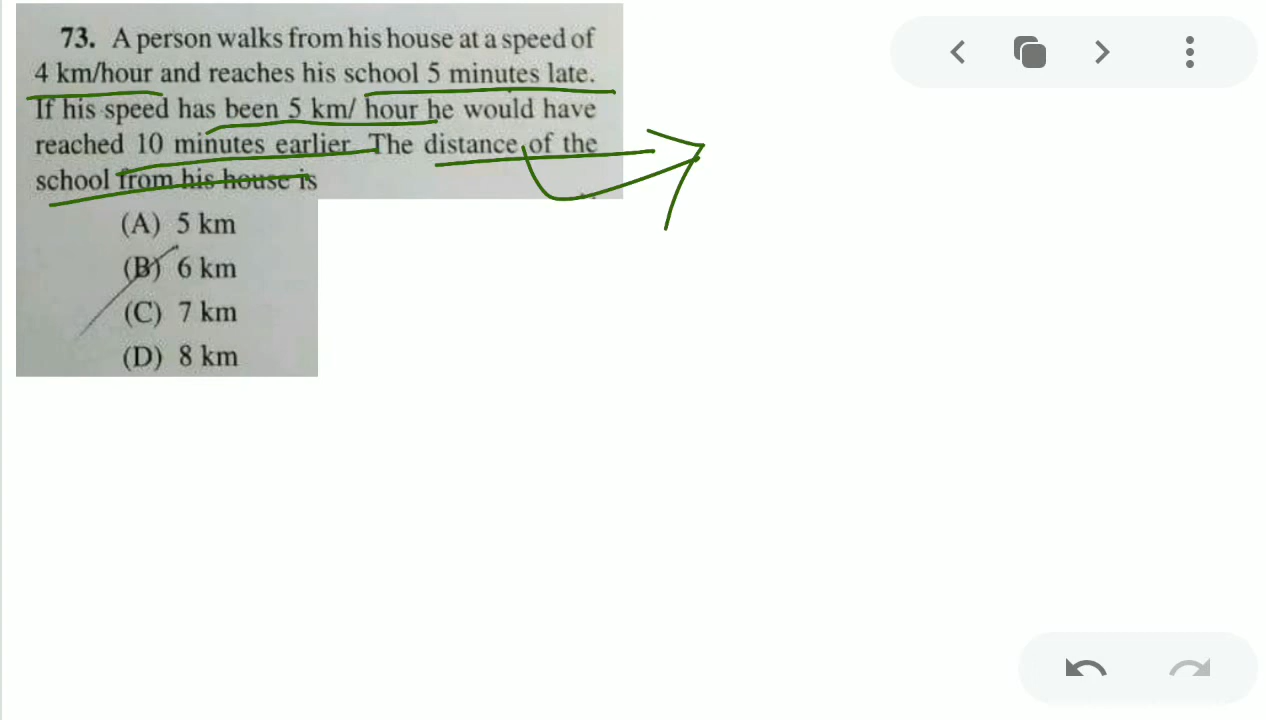 73. A person walks from his house at a speed of
4 km/hour and reaches his school 5 minutes late.
If his speed has been 5 km/ hour he would have
reached 10 minutes earlier. The distance of the
school from his house is
(A) 5 km
(B) 6 km
(C) 7 km
(D) 8 km